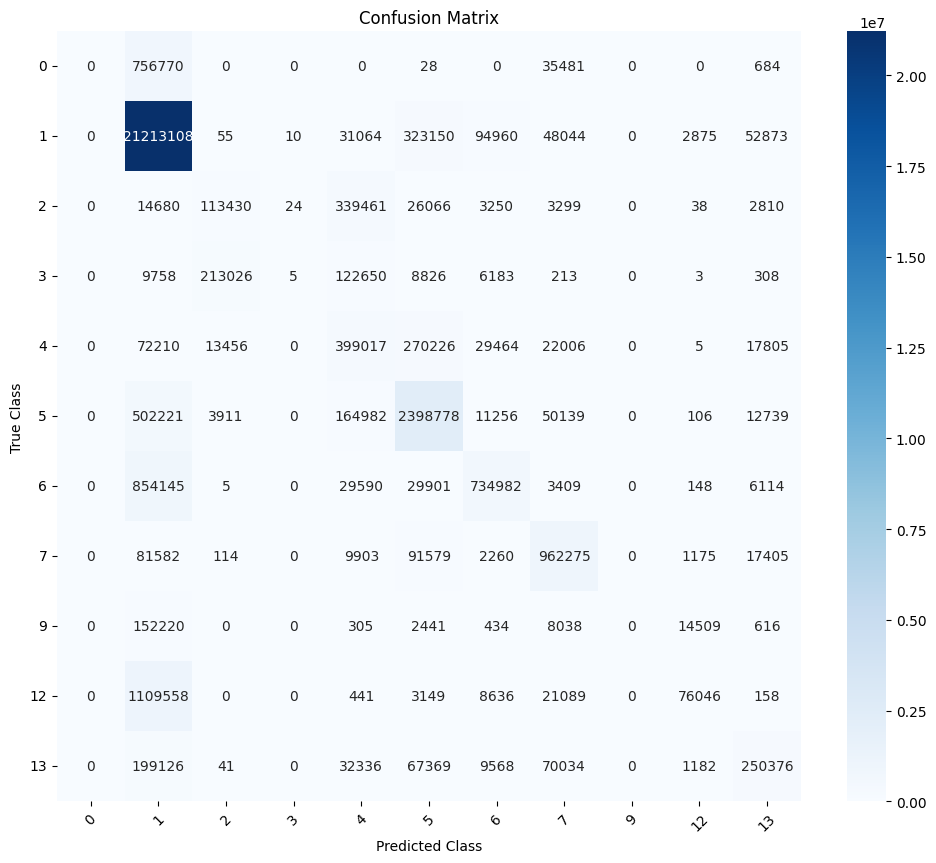 Confusion Matrix
1e7
0 0 756770 0 0 0 28 0 35481 0 0 684
1 0 21213108 55 10 31064 323150 94960 48044 0 2875 52873
2 0 14680 113430 24 339461 26066 3250 3299 0 38 2810
3 0 9758 213026 5 122650 8826 6183 213 0 3 308
4 0 72210 13456 0 399017 270226 29464 22006 0 5 17805
5 0 502221 3911 0 164982 2398778 11256 50139 0 106 12739
6 0 854145 5 0 29590 29901 734982 3409 0 148 6114
7 0 81582 114 0 9903 91579 2260 962275 0 1175 17405
9 0 152220 0 0 305 2441 434 8038 0 14509 616
12 0 1109558 0 0 441 3149 8636 21089 0 76046 158
13 0 199126 41 0 32336 67369 9568 70034 0 1182 250376
0 1 2 3 4 5 6 7 9 12 13
Predicted Class
True Class
2.00
1.75
1.50
1.25
1.00
0.75
0.50
0.25
0.00